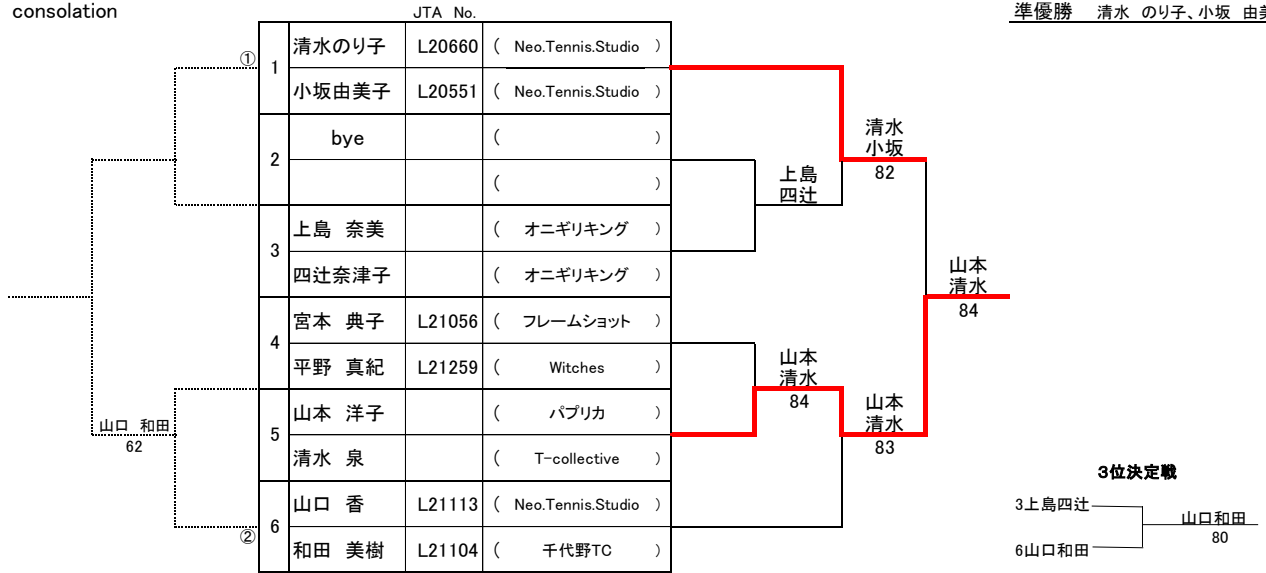 consolation
JTA No.
準優勝 清水 のり子、小坂 由美
① 1 清水のり子 L20660 ( Neo.Tennis.Studio )
小坂由美子 L20551 ( Neo.Tennis.Studio )
2 bye ( )
( )
3 上島 奈美 ( オニギリキング )
四辻奈津子 ( オニギリキング )
4 宮本 典子 L21056 ( フレームショット )
平野 真紀 L21259 ( Witches )
5 山本 洋子 ( パプリカ )
清水 泉 ( T-collective )
② 6 山口 香 L21113 ( Neo.Tennis.Studio )
和田 美樹 L21104 ( 千代野TC )
山口 和田
62
上島
四辻
山本
清水
84
清水
小坂
82
山本
清水
83
山本
清水
84
3位決定戦
3上島四辻
6山口和田
山口和田
80